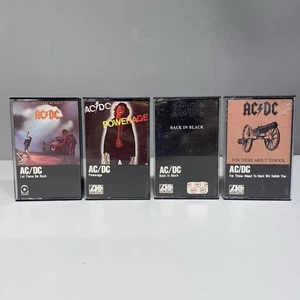 AC/DC
AC/DC
Let There Be Rock
AC/DC
POWERAGE
AC/DC
Powerage
BACK IN BLACK
AC/DC
Back In Black
AC/DC
FOR THOSE ABOUT TO ROCK
AC/DC
For Those About To Rock We Salute You